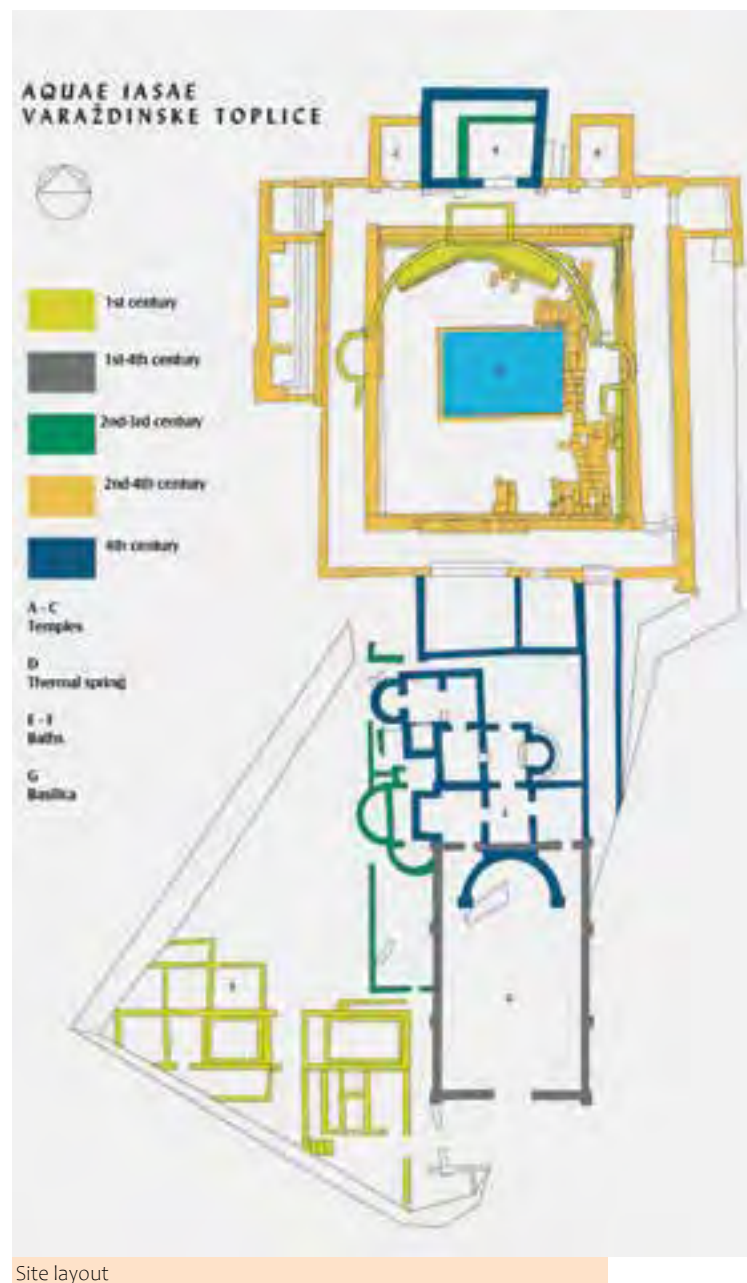 AQUAE IASAE
VARAŽDINSKE TOPLICE
1st century
1st-4th century
2nd-3rd century
2nd-4th century
4th century
A - C
Temples
D
Thermal spring
E - F
Baths
G
Basilica
Site layout